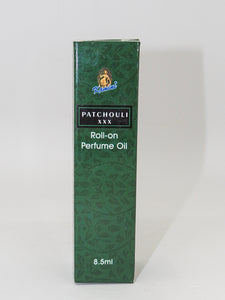 PATCHOULI
XXX
Roll-on
Perfume Oil
8.5ml